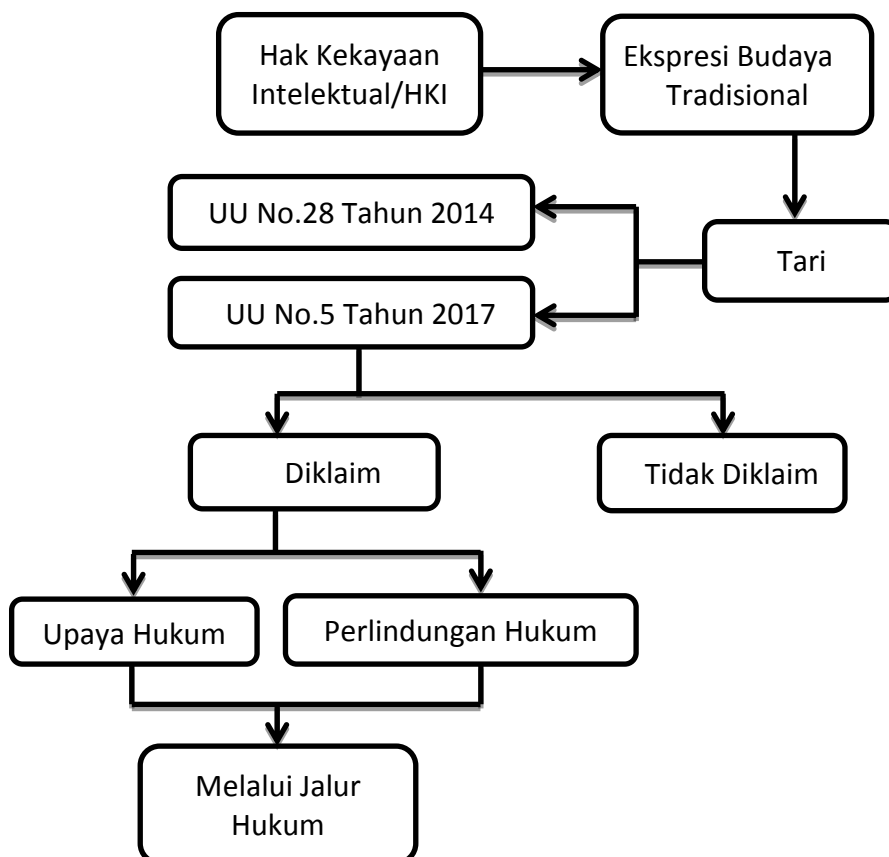 Hak Kekayaan
Intelektual/HKI
Ekspresi Budaya
Tradisional
UU No.28 Tahun 2014
Tari
UU No.5 Tahun 2017
Diklaim
Tidak Diklaim
Upaya Hukum
Perlindungan Hukum
Melalui Jalur
Hukum